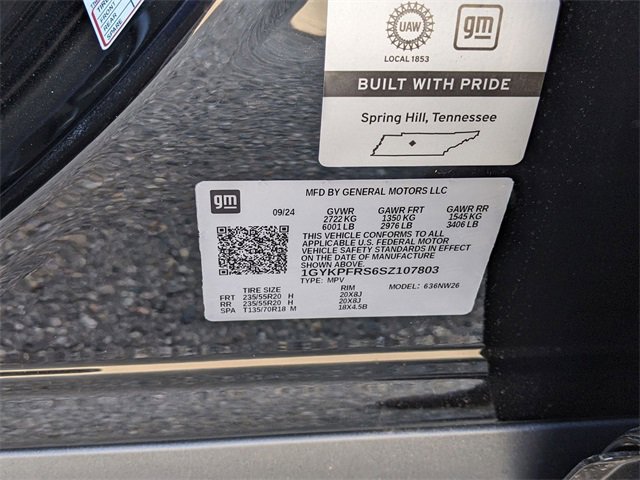 TIRE
FRONT
REAR
SPARE
UAW
gm
LOCAL 1853
BUILT WITH PRIDE
Spring Hill, Tennessee
gm
MFD BY GENERAL MOTORS LLC
09/24 GVWR GAWR FRT GAWR RR
2722 KG 1350 KG 1545 KG
6001 LB 2976 LB 3406 LB
THIS VEHICLE CONFORMS TO ALL
APPLICABLE U.S. FEDERAL MOTOR
VEHICLE SAFETY STANDARDS IN EFFECT
ON THE DATE OF MANUFACTURE
SHOWN ABOVE.
1GYKPFRS6SZ107803
TYPE: MPV MODEL: 636NW26
TIRE SIZE RIM
FRT 235/55R20 H 20X8J
RR 235/55R20 H 20X8J
SPA T135/70R18 M 18X4.5B